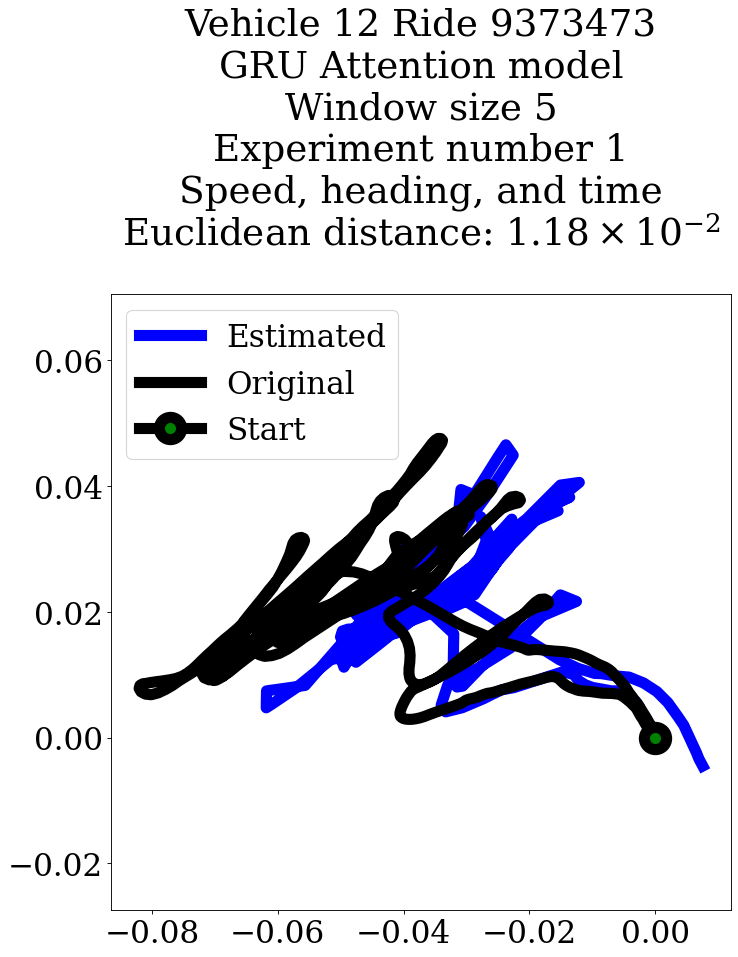 Vehicle 12 Ride 9373473
GRU Attention model
Window size 5
Experiment number 1
Speed, heading, and time
Euclidean distance: 1.18 × 10⁻²
Estimated
Original
Start
0.06
0.04
0.02
0.00
−0.02
−0.08 −0.06 −0.04 −0.02 0.00